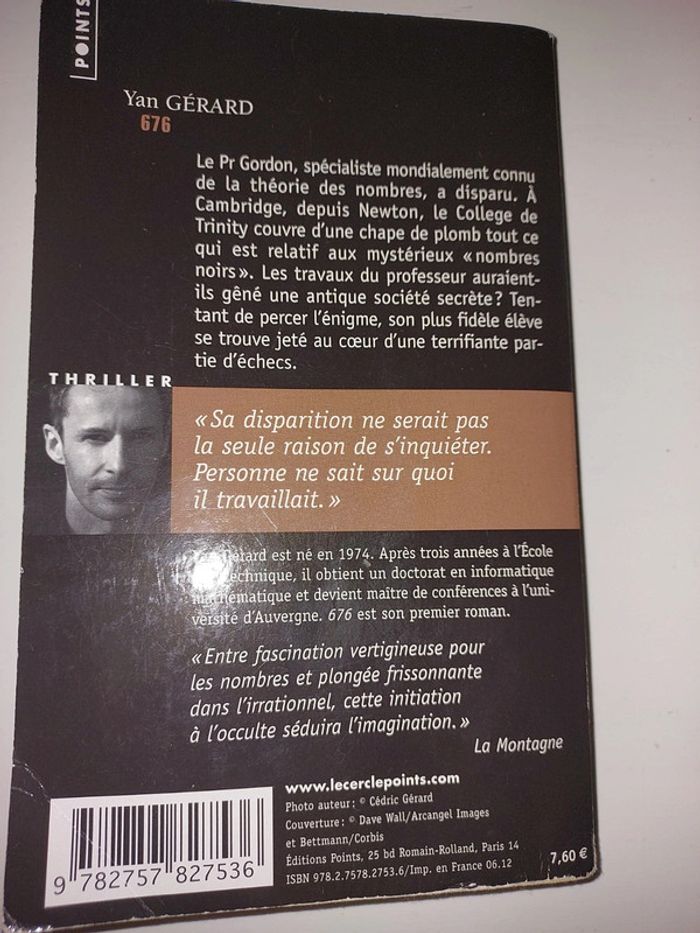 POINTS
Yan GÉRARD
676
Le Pr Gordon, spécialiste mondialement connu
de la théorie des nombres, a disparu. À
Cambridge, depuis Newton, le College de
Trinity couvre d'une chape de plomb tout ce
qui est relatif aux mystérieux « nombres
noirs ». Les travaux du professeur auraient-
ils gêné une antique société secrète ? Ten-
tant de percer l'énigme, son plus fidèle élève
se trouve jeté au cœur d'une terrifiante par-
tie d'échecs.
THRILLER
« Sa disparition ne serait pas
la seule raison de s'inquiéter.
Personne ne sait sur quoi
il travaillait. »
Gérard est né en 1974. Après trois années à l'École
technique, il obtient un doctorat en informatique
mathématique et devient maître de conférences à l'uni-
versité d'Auvergne. 676 est son premier roman.
« Entre fascination vertigineuse pour
les nombres et plongée frissonnante
dans l'irrationnel, cette initiation
à l'occulte séduira l'imagination. »
La Montagne
www.lecerclepoints.com
Photo auteur : © Cédric Gérard
Couverture : © Dave Wall/Arcangel Images
et Bettmann/Corbis
Éditions Points, 25 bd Romain-Rolland, Paris 14
ISBN 978.2.7578.2753.6/Imp. en France 06.12
7,60 €
9 782757 827536